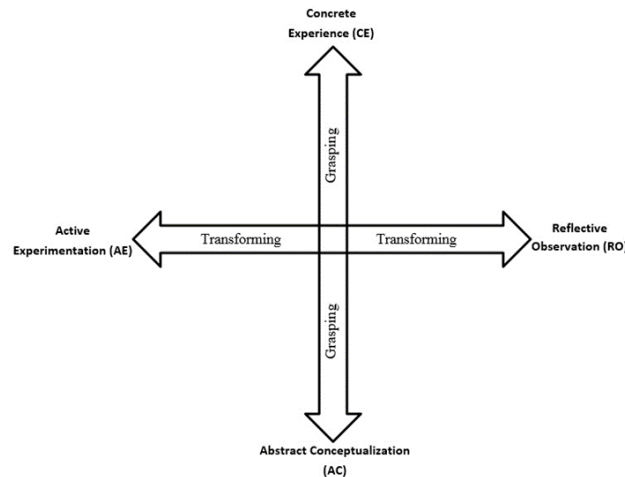 Concrete
Experience (CE)
Grasping
Active
Experimentation (AE)
Transforming
Transforming
Reflective
Observation (RO)
Grasping
Abstract Conceptualization
(AC)